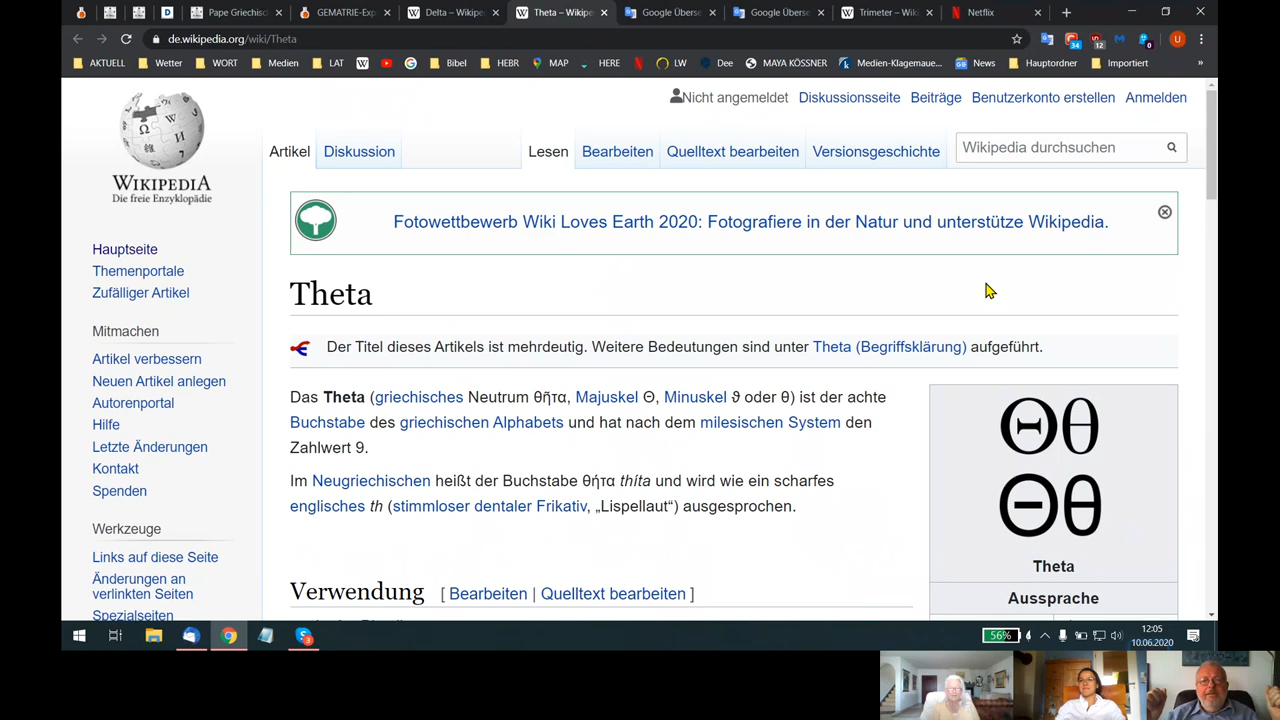 Pape Griechisc
GEMATRIE-Exp
Delta – Wikipe
Theta – Wikipe
Google Überse
Google Überse
Trimeter – Wik
Netflix
de.wikipedia.org/wiki/Theta
34
12
0
U
AKTUELL
Wetter
WORT
Medien
LAT
Bibel
HEBR
MAP
HERE
LW
Dee
MAYA KÖSSNER
Medien-Klagemaue...
News
Hauptordner
Importiert
»
Nicht angemeldet Diskussionsseite Beiträge Benutzerkonto erstellen Anmelden
Artikel Diskussion Lesen Bearbeiten Quelltext bearbeiten Versionsgeschichte Wikipedia durchsuchen
WIKIPEDIA
Die freie Enzyklopädie
Hauptseite
Themenportale
Zufälliger Artikel
Mitmachen
Artikel verbessern
Neuen Artikel anlegen
Autorenportal
Hilfe
Letzte Änderungen
Kontakt
Spenden
Werkzeuge
Links auf diese Seite
Änderungen an
verlinkten Seiten
Spezialseiten
Fotowettbewerb Wiki Loves Earth 2020: Fotografiere in der Natur und unterstütze Wikipedia.
Theta
Der Titel dieses Artikels ist mehrdeutig. Weitere Bedeutungen sind unter Theta (Begriffsklärung) aufgeführt.
Das Theta (griechisches Neutrum θῆτα, Majuskel Θ, Minuskel ϑ oder θ) ist der achte
Buchstabe des griechischen Alphabets und hat nach dem milesischen System den
Zahlwert 9.
Im Neugriechischen heißt der Buchstabe θήτα thíta und wird wie ein scharfes
englisches th (stimmloser dentaler Frikativ, „Lispellaut“) ausgesprochen.
Verwendung [ Bearbeiten | Quelltext bearbeiten ]
Θθ
Θθ
Theta
Aussprache
56%
12:05
10.06.2020